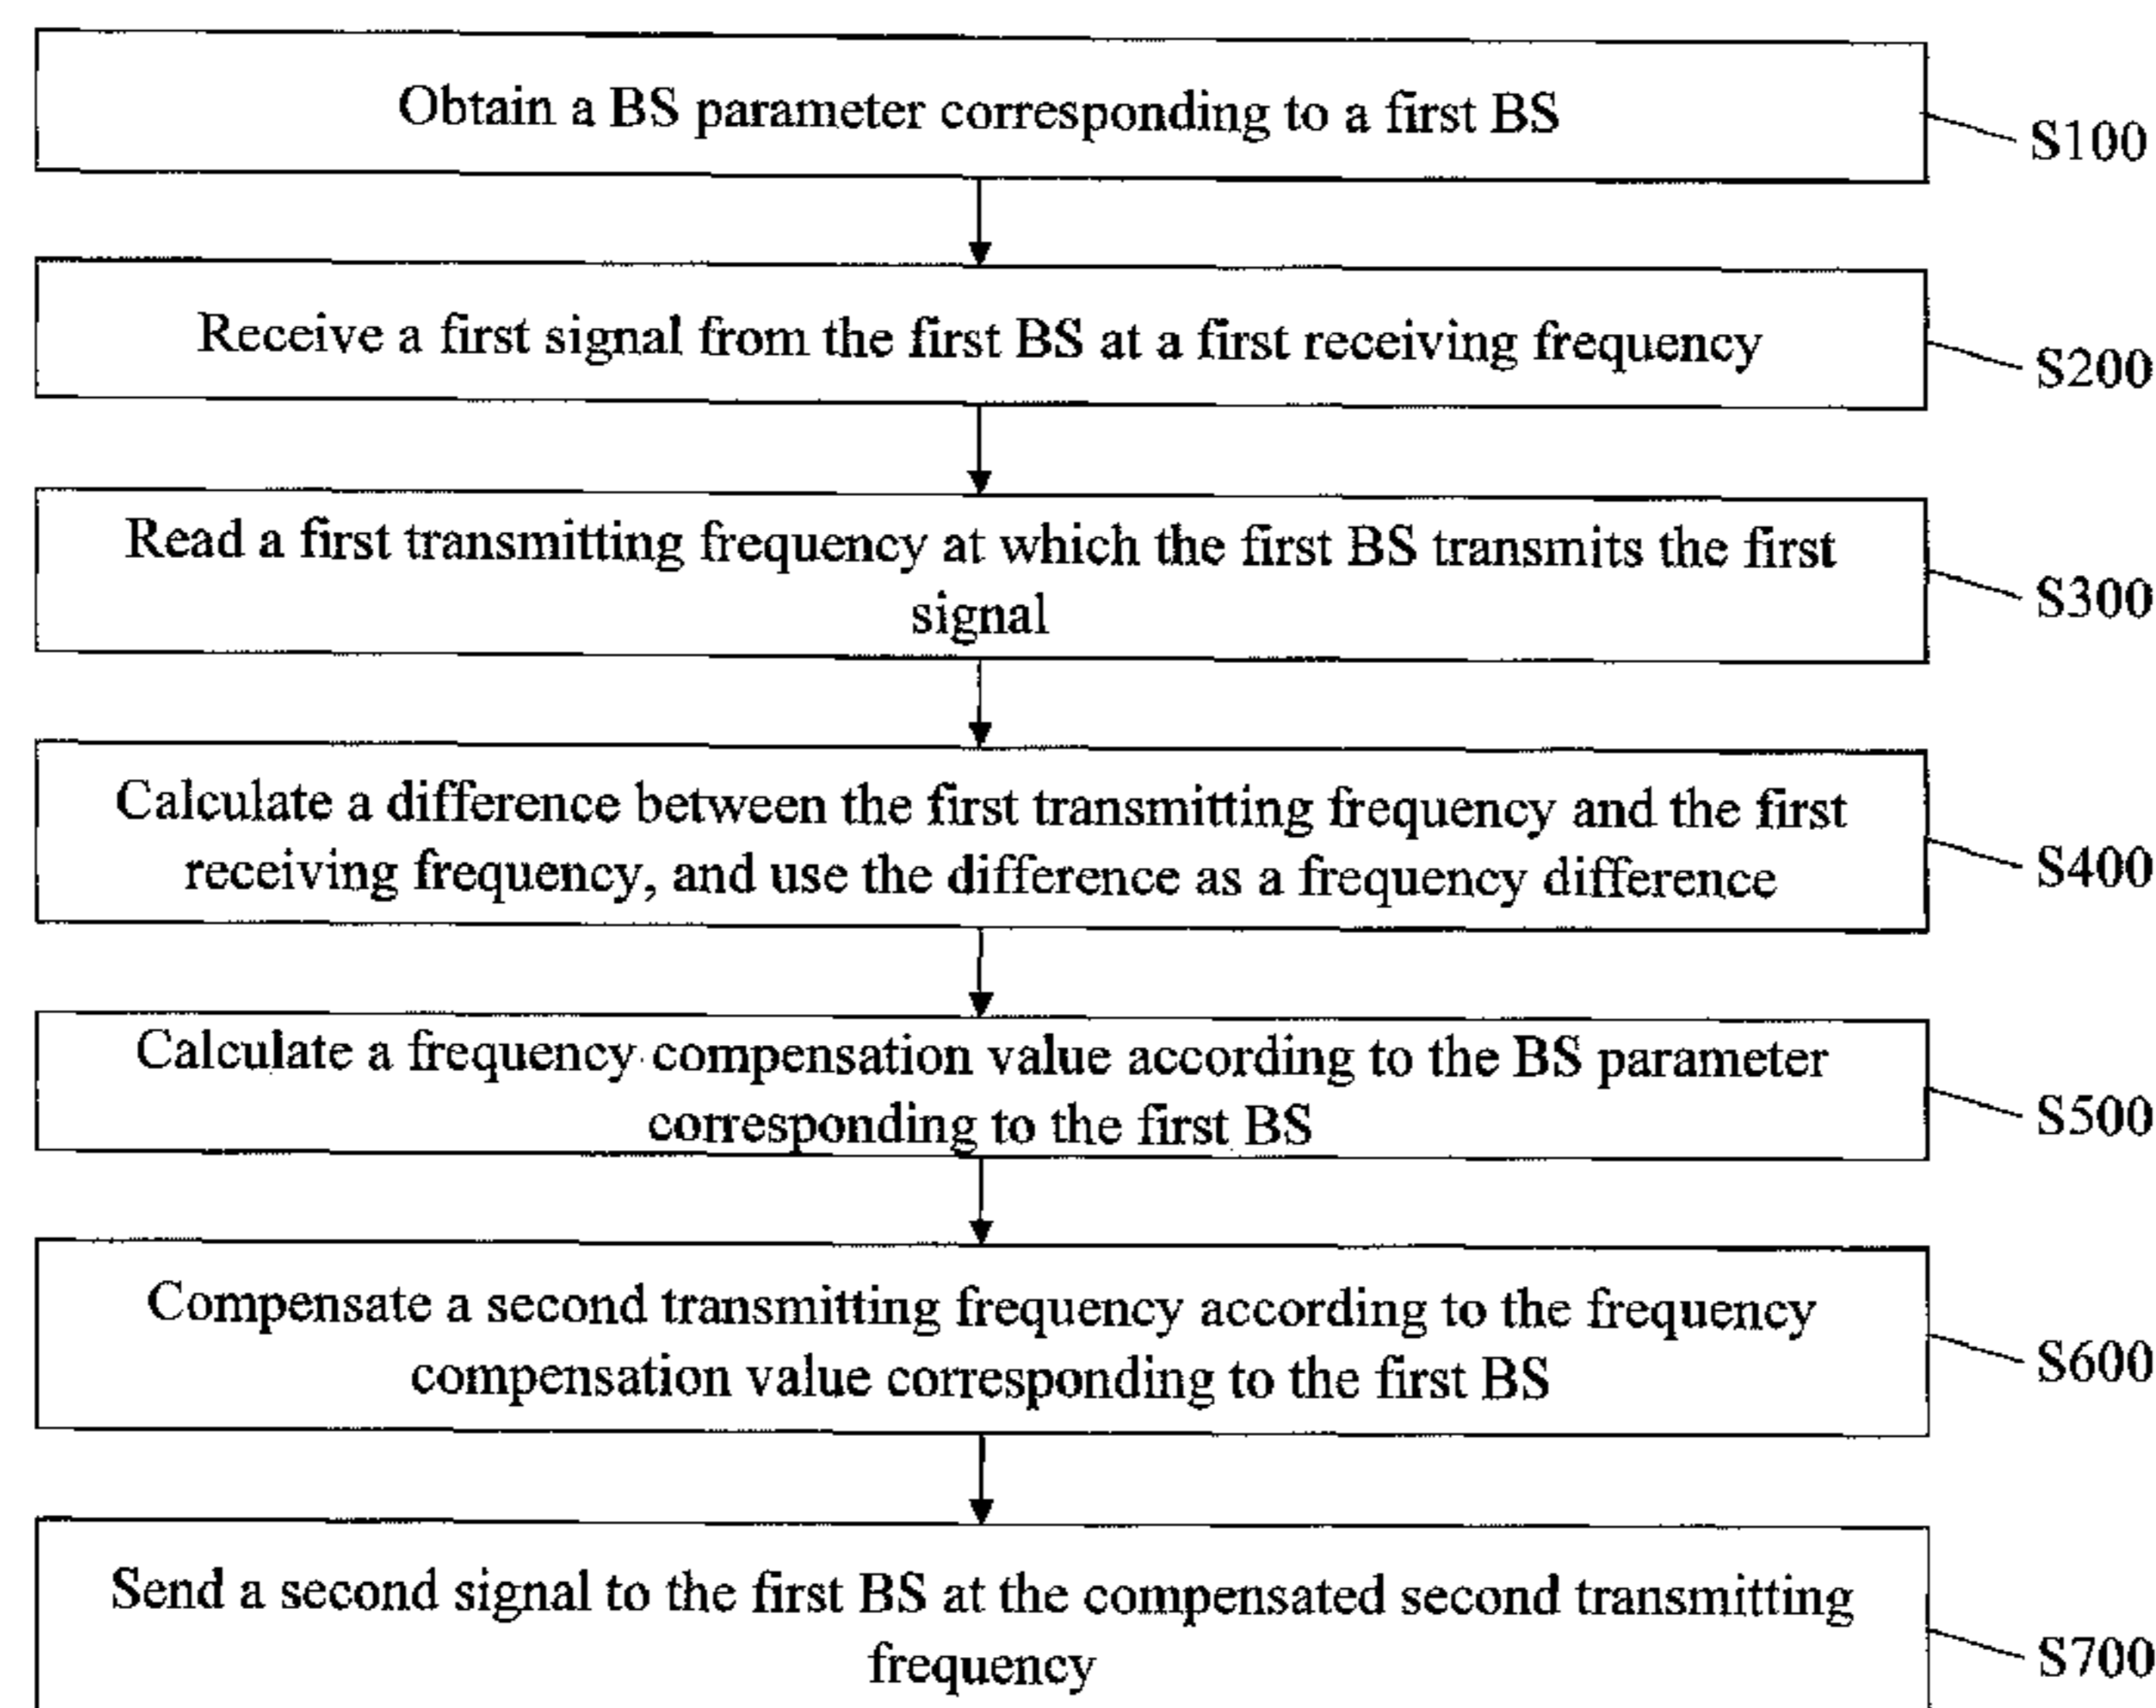 Obtain a BS parameter corresponding to a first BS
S100
Receive a first signal from the first BS at a first receiving frequency
S200
Read a first transmitting frequency at which the first BS transmits the first
signal
S300
Calculate a difference between the first transmitting frequency and the first
receiving frequency, and use the difference as a frequency difference
S400
Calculate a frequency compensation value according to the BS parameter
corresponding to the first BS
S500
Compensate a second transmitting frequency according to the frequency
compensation value corresponding to the first BS
S600
Send a second signal to the first BS at the compensated second transmitting
frequency
S700